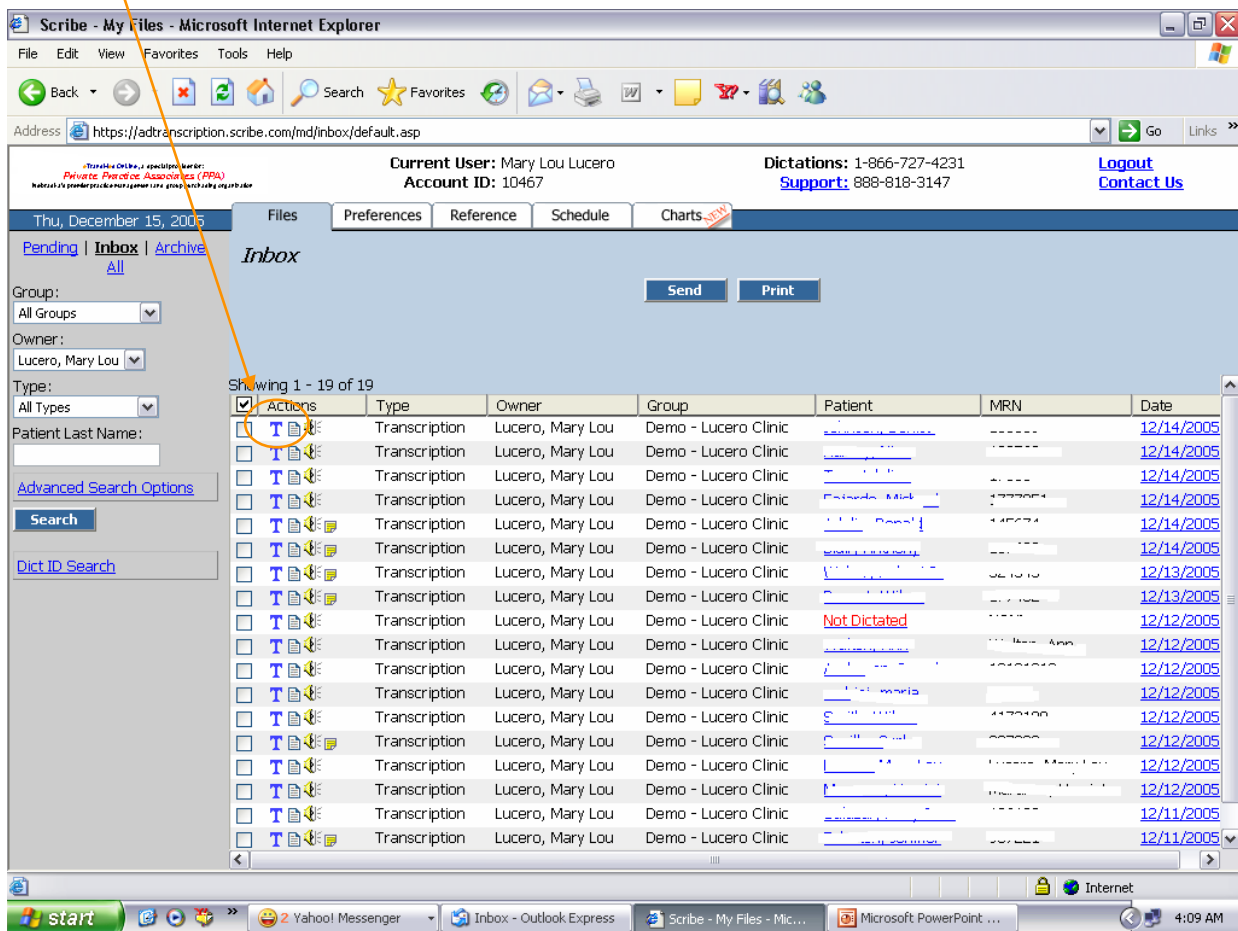 Scribe - My Files - Microsoft Internet Explorer
File Edit View Favorites Tools Help
Back Search Favorites
Address https://adtranscription.scribe.com/md/inbox/default.asp Go Links »
Private Practice Associates (PPA)
Current User: Mary Lou Lucero Dictations: 1-866-727-4231 Logout
Account ID: 10467 Support: 888-818-3147 Contact Us
Thu, December 15, 2005 Files Preferences Reference Schedule Charts NEW
Pending | Inbox | Archive
All
Inbox
Send Print
Group:
All Groups
Owner:
Lucero, Mary Lou
Type:
All Types
Patient Last Name:
Advanced Search Options
Search
Dict ID Search
Showing 1 - 19 of 19
Actions Type Owner Group Patient MRN Date
T Transcription Lucero, Mary Lou Demo - Lucero Clinic 12/14/2005
T Transcription Lucero, Mary Lou Demo - Lucero Clinic 12/14/2005
T Transcription Lucero, Mary Lou Demo - Lucero Clinic 12/14/2005
T Transcription Lucero, Mary Lou Demo - Lucero Clinic 12/14/2005
T Transcription Lucero, Mary Lou Demo - Lucero Clinic 12/14/2005
T Transcription Lucero, Mary Lou Demo - Lucero Clinic 12/14/2005
T Transcription Lucero, Mary Lou Demo - Lucero Clinic 12/13/2005
T Transcription Lucero, Mary Lou Demo - Lucero Clinic 12/13/2005
T Transcription Lucero, Mary Lou Demo - Lucero Clinic Not Dictated 12/12/2005
T Transcription Lucero, Mary Lou Demo - Lucero Clinic 12/12/2005
T Transcription Lucero, Mary Lou Demo - Lucero Clinic 12/12/2005
T Transcription Lucero, Mary Lou Demo - Lucero Clinic 12/12/2005
T Transcription Lucero, Mary Lou Demo - Lucero Clinic 12/12/2005
T Transcription Lucero, Mary Lou Demo - Lucero Clinic 12/12/2005
T Transcription Lucero, Mary Lou Demo - Lucero Clinic 12/12/2005
T Transcription Lucero, Mary Lou Demo - Lucero Clinic 12/12/2005
T Transcription Lucero, Mary Lou Demo - Lucero Clinic 12/11/2005
T Transcription Lucero, Mary Lou Demo - Lucero Clinic 12/11/2005
Internet
start » 2 Yahoo! Messenger Inbox - Outlook Express Scribe - My Files - Mic... Microsoft PowerPoint ... 4:09 AM